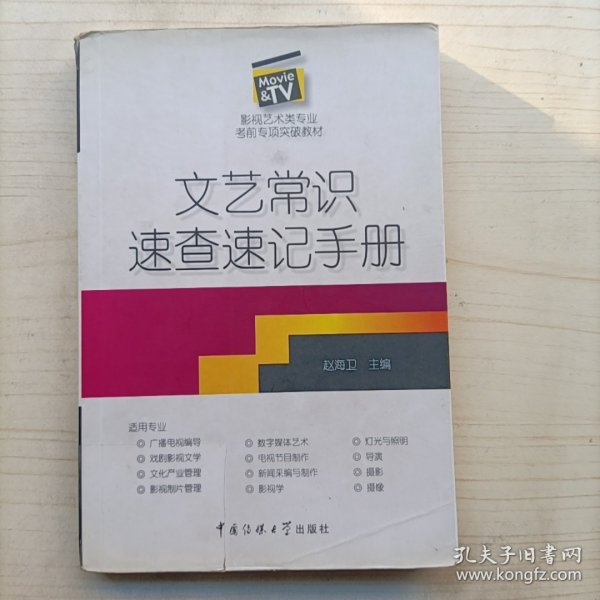 Movie
&TV
影视艺术类专业
考前专项突破教材
文艺常识
速查速记手册
赵海卫 主编
适用专业
◎ 广播电视编导 ◎ 数字媒体艺术 ◎ 灯光与照明
◎ 戏剧影视文学 ◎ 电视节目制作 ◎ 导演
◎ 文化产业管理 ◎ 新闻采编与制作 ◎ 摄影
◎ 影视制片管理 ◎ 影视学 ◎ 摄像
中国传媒大学出版社
孔夫子旧书网
www.kongfz.com